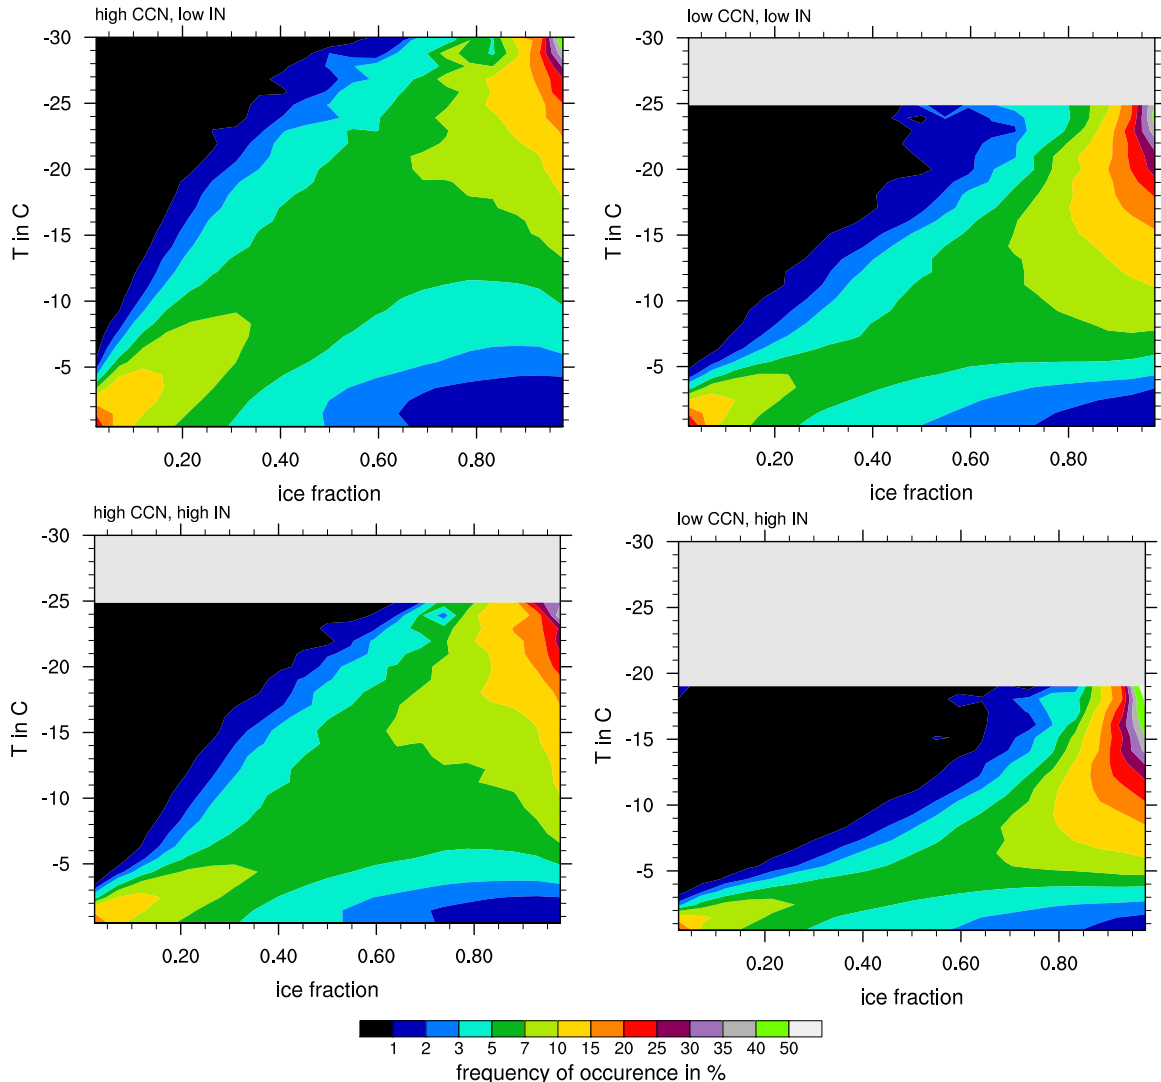 high CCN, low IN
-30
-25
-20
-15
-10
-5
T in C
0.20 0.40 0.60 0.80
ice fraction
low CCN, low IN
-30
-25
-20
-15
-10
-5
T in C
0.20 0.40 0.60 0.80
ice fraction
high CCN, high IN
-30
-25
-20
-15
-10
-5
T in C
0.20 0.40 0.60 0.80
ice fraction
low CCN, high IN
-30
-25
-20
-15
-10
-5
T in C
0.20 0.40 0.60 0.80
ice fraction
1 2 3 5 7 10 15 20 25 30 35 40 50
frequency of occurence in %